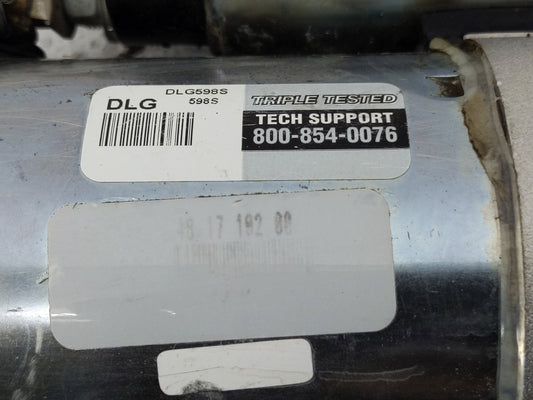 DLG598S
DLG 598S
TRIPLE TESTED
TECH SUPPORT
800-854-0076